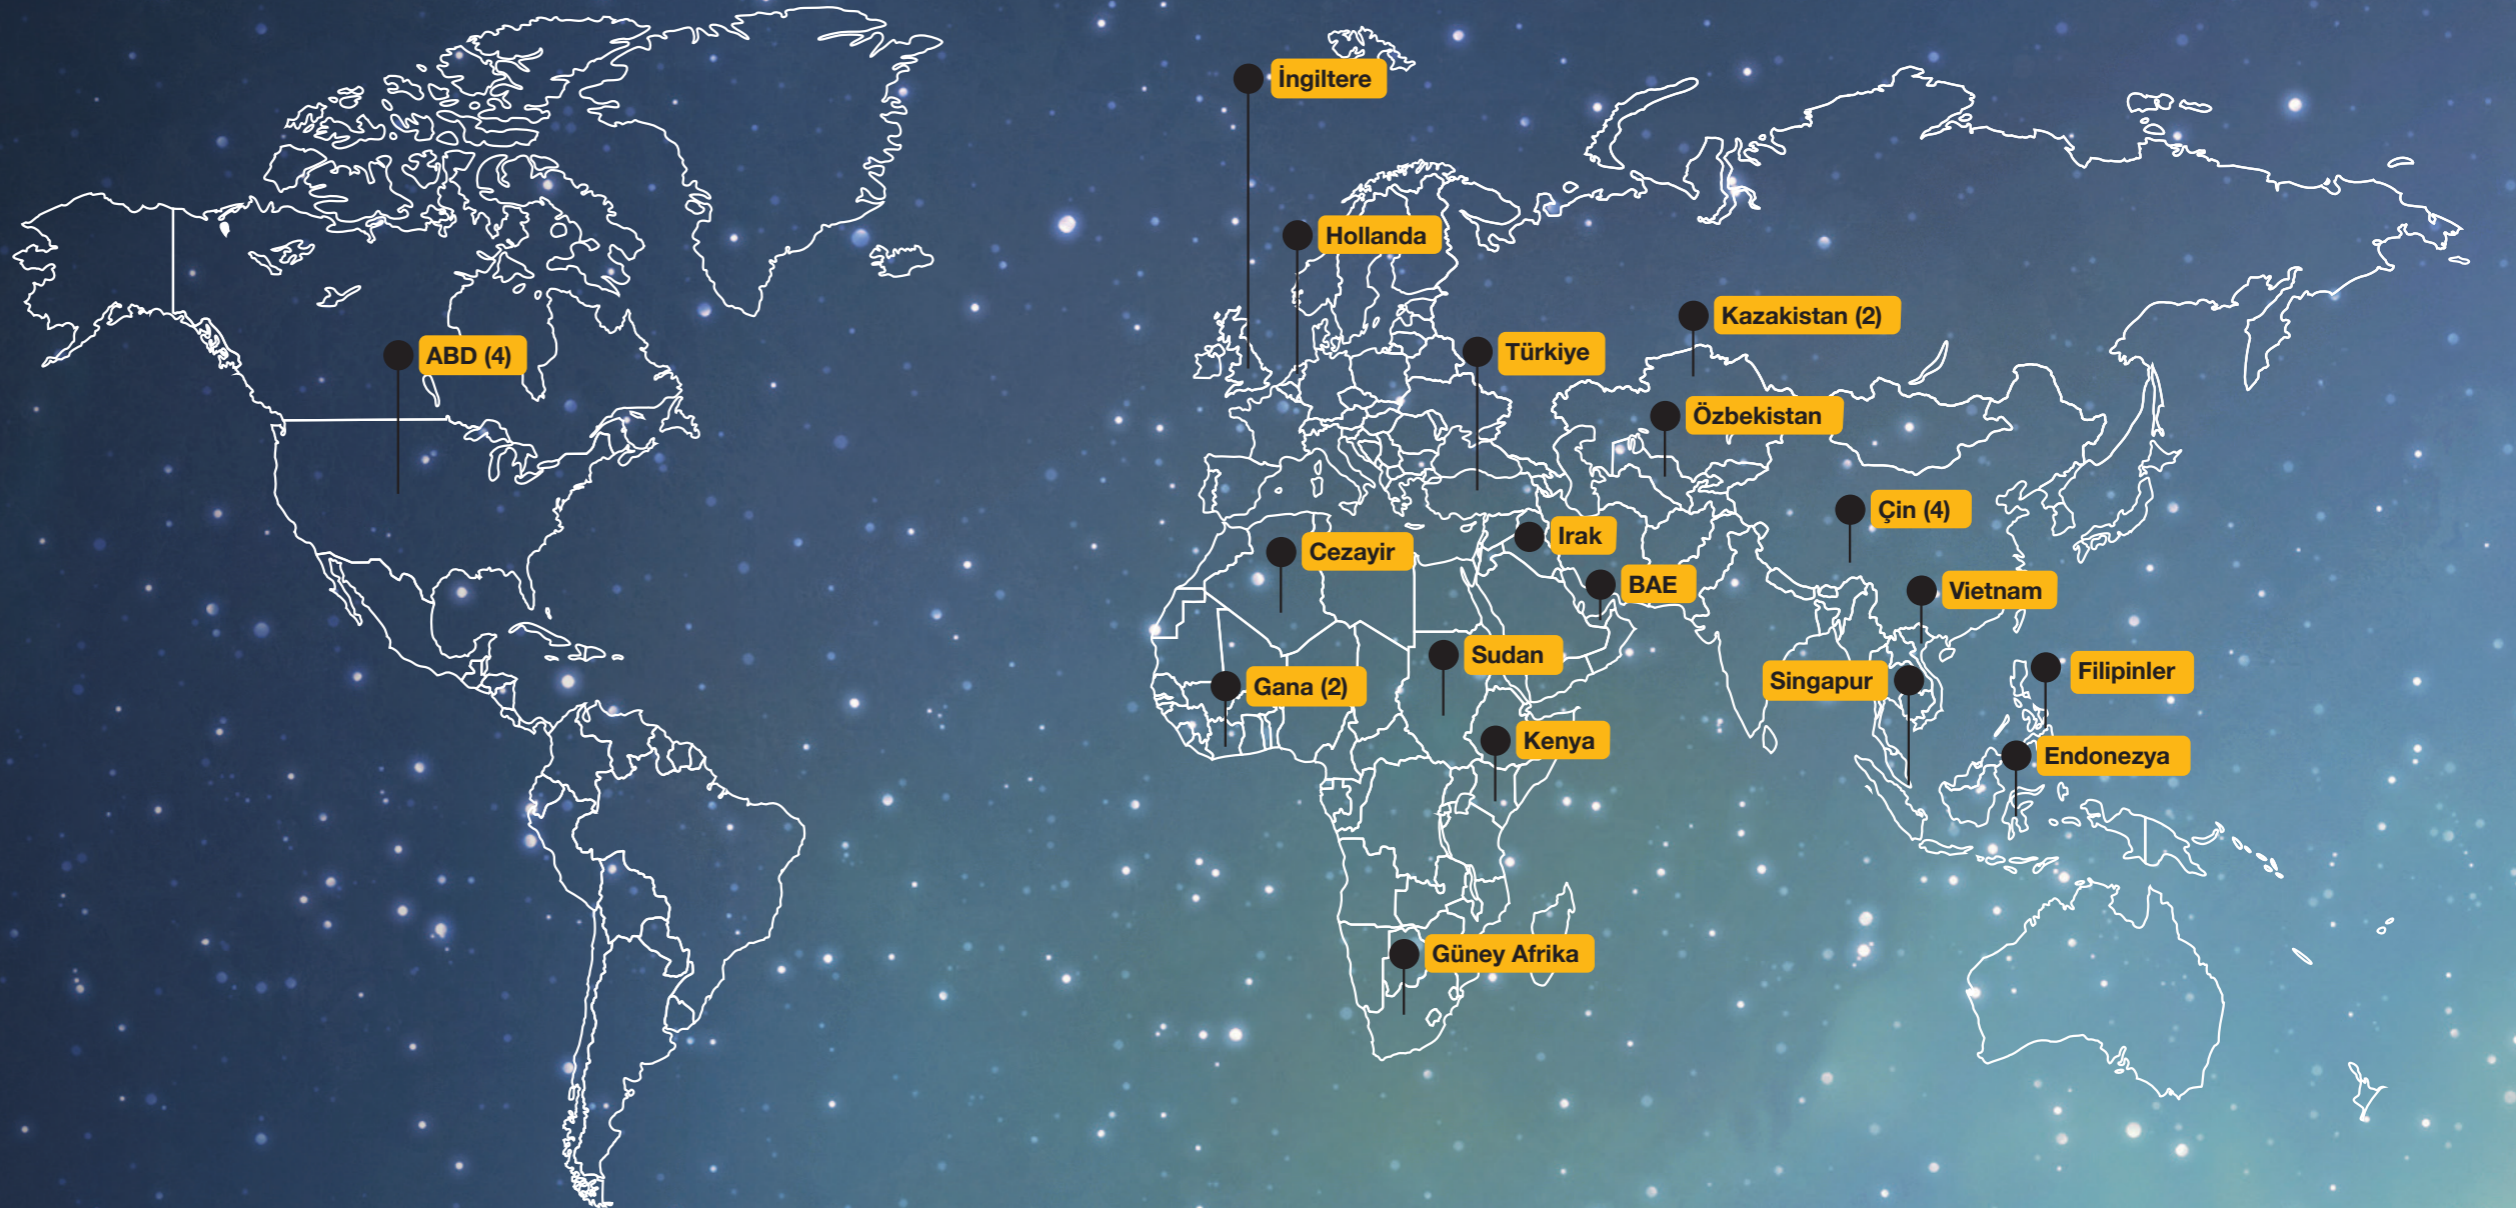 İngiltere
Hollanda
Kazakistan (2)
ABD (4)
Türkiye
Özbekistan
Çin (4)
Irak
Cezayir
BAE
Vietnam
Sudan
Filipinler
Singapur
Gana (2)
Kenya
Endonezya
Güney Afrika